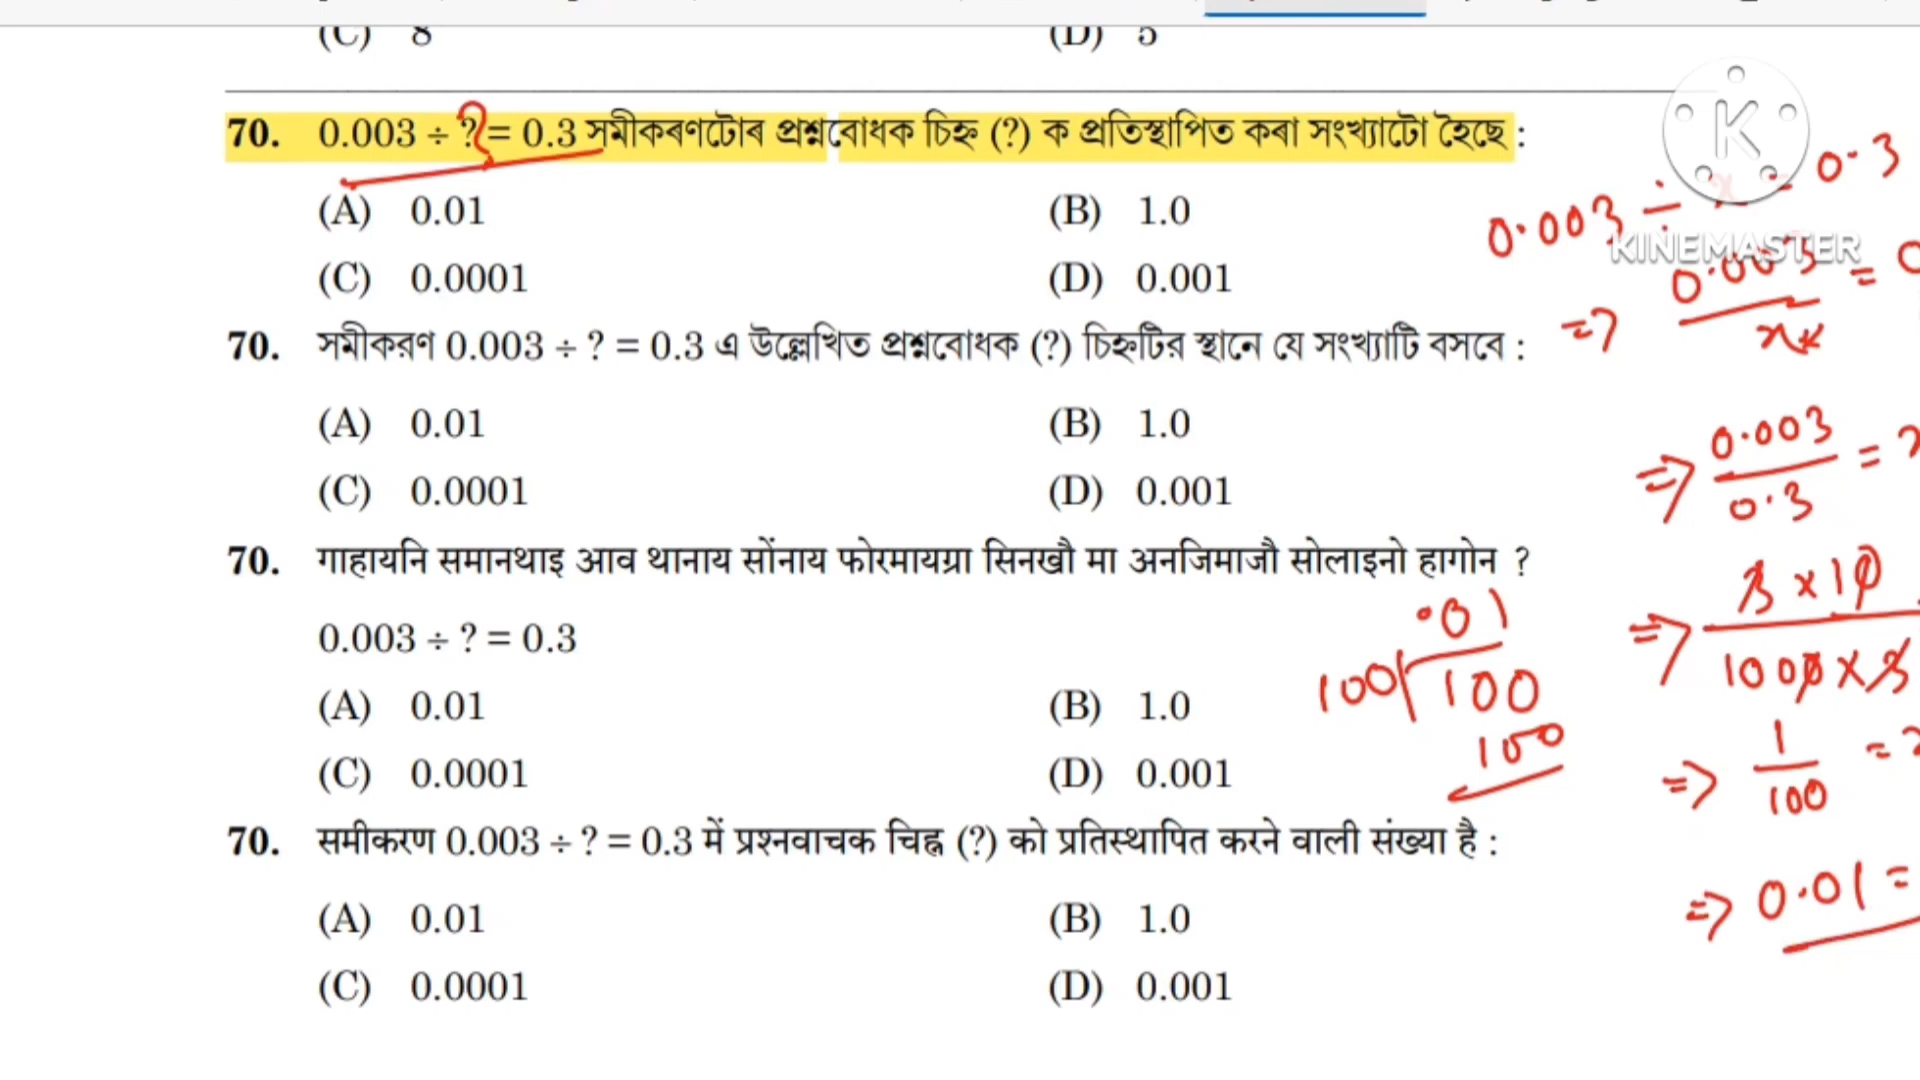 (C) 8 (D) 5
70. 0.003 ÷ ? = 0.3 সমীকৰণটোৰ প্ৰশ্নবোধক চিহ্ন (?) ক প্ৰতিস্থাপিত কৰা সংখ্যাটো হৈছে :
(A) 0.01 (B) 1.0
(C) 0.0001 (D) 0.001
70. সমীকরণ 0.003 ÷ ? = 0.3 এ উল্লেখিত প্রশ্নবোধক (?) চিহ্নটির স্থানে যে সংখ্যাটি বসবে :
(A) 0.01 (B) 1.0
(C) 0.0001 (D) 0.001
70. गाहायनि समानथाइ आव थानाय सोंनाय फोरमायग्रा सिनखौ मा अनजिमाजौ सोलाइनो हागोन ?
0.003 ÷ ? = 0.3
(A) 0.01 (B) 1.0
(C) 0.0001 (D) 0.001
70. समीकरण 0.003 ÷ ? = 0.3 में प्रश्नवाचक चिह्न (?) को प्रतिस्थापित करने वाली संख्या है :
(A) 0.01 (B) 1.0
(C) 0.0001 (D) 0.001
K
KINEMASTER
0.003 ÷ x = 0.3
=> 0.003 / x = 0
=> 0.003 / 0.3 =
=> 3 × 10 / 1000 × 3
=> 1 / 100 =
=> 0.01 =
.01
100 100
100